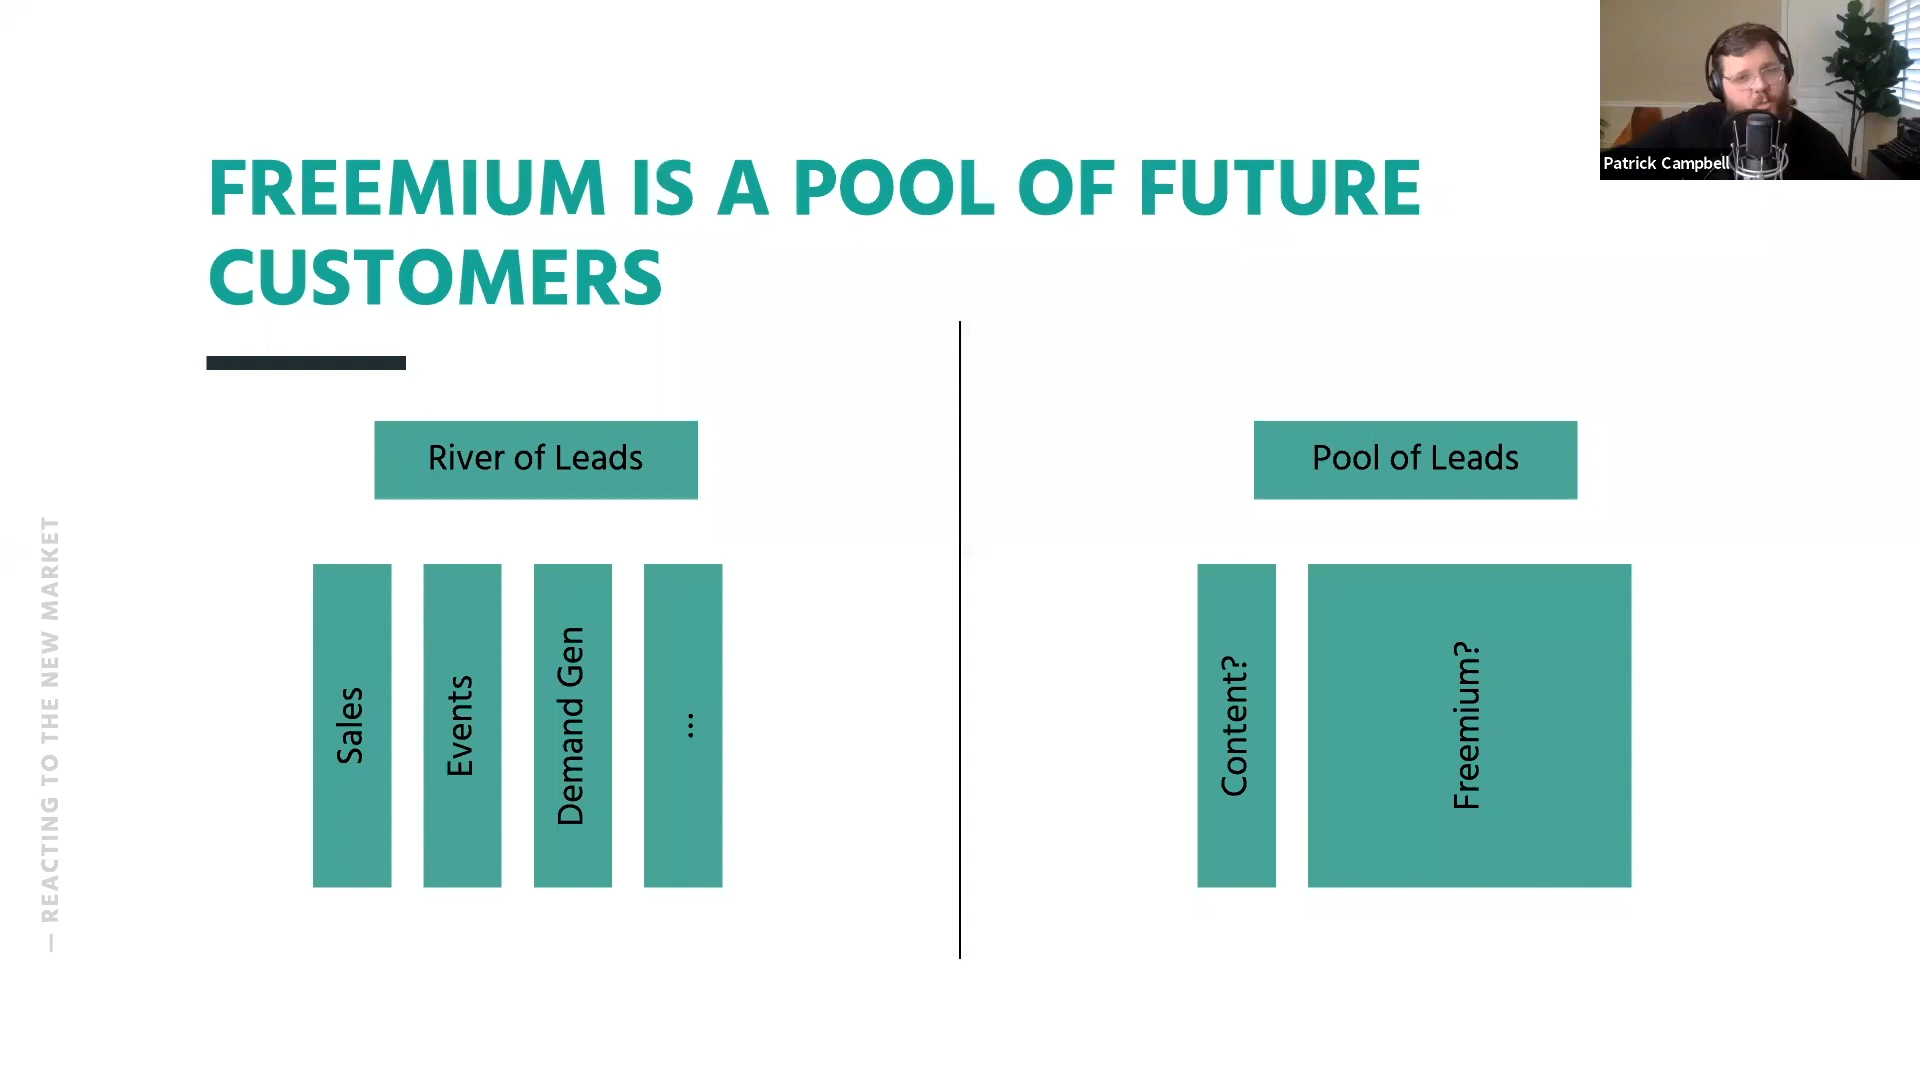 FREEMIUM IS A POOL OF FUTURE
CUSTOMERS
Patrick Campbell
River of Leads
Sales
Events
Demand Gen
...
Pool of Leads
Content?
Freemium?
— REACTING TO THE NEW MARKET